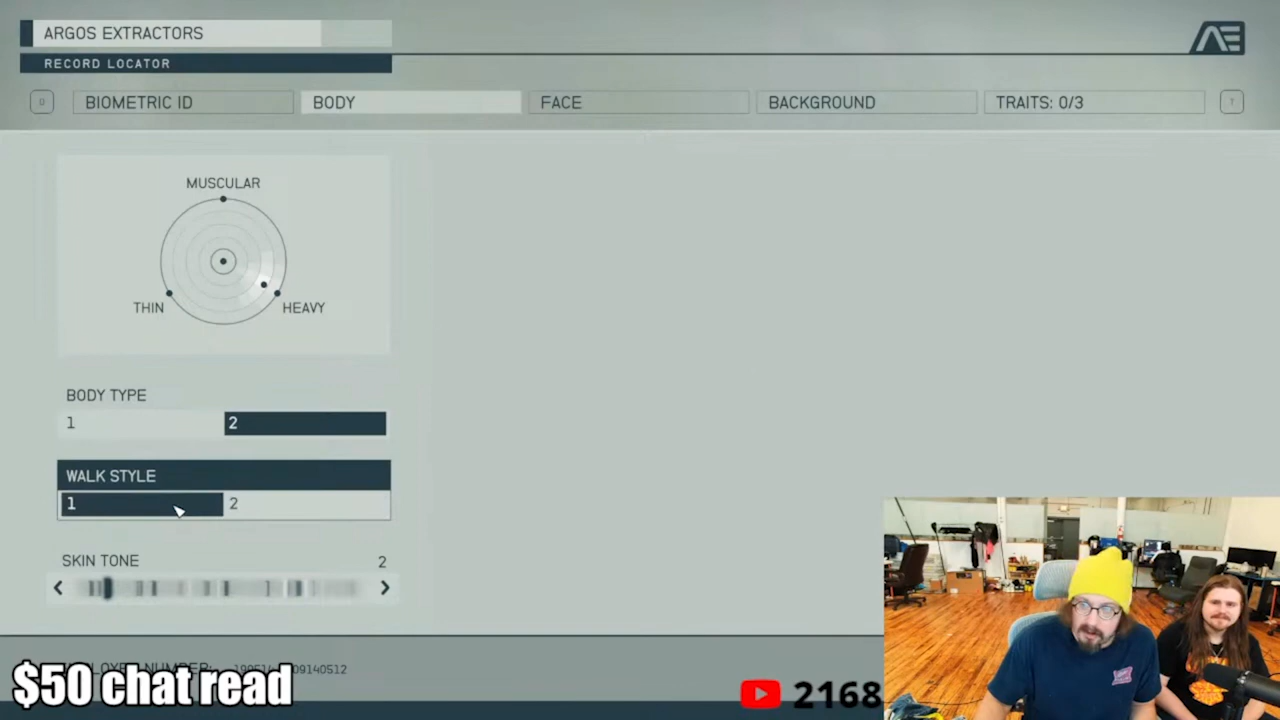 ARGOS EXTRACTORS
AE
RECORD LOCATOR
BIOMETRIC ID
BODY
FACE
BACKGROUND
TRAITS: 0/3
MUSCULAR
THIN
HEAVY
BODY TYPE
1 2
WALK STYLE
1 2
SKIN TONE 2
$50 chat read
2168